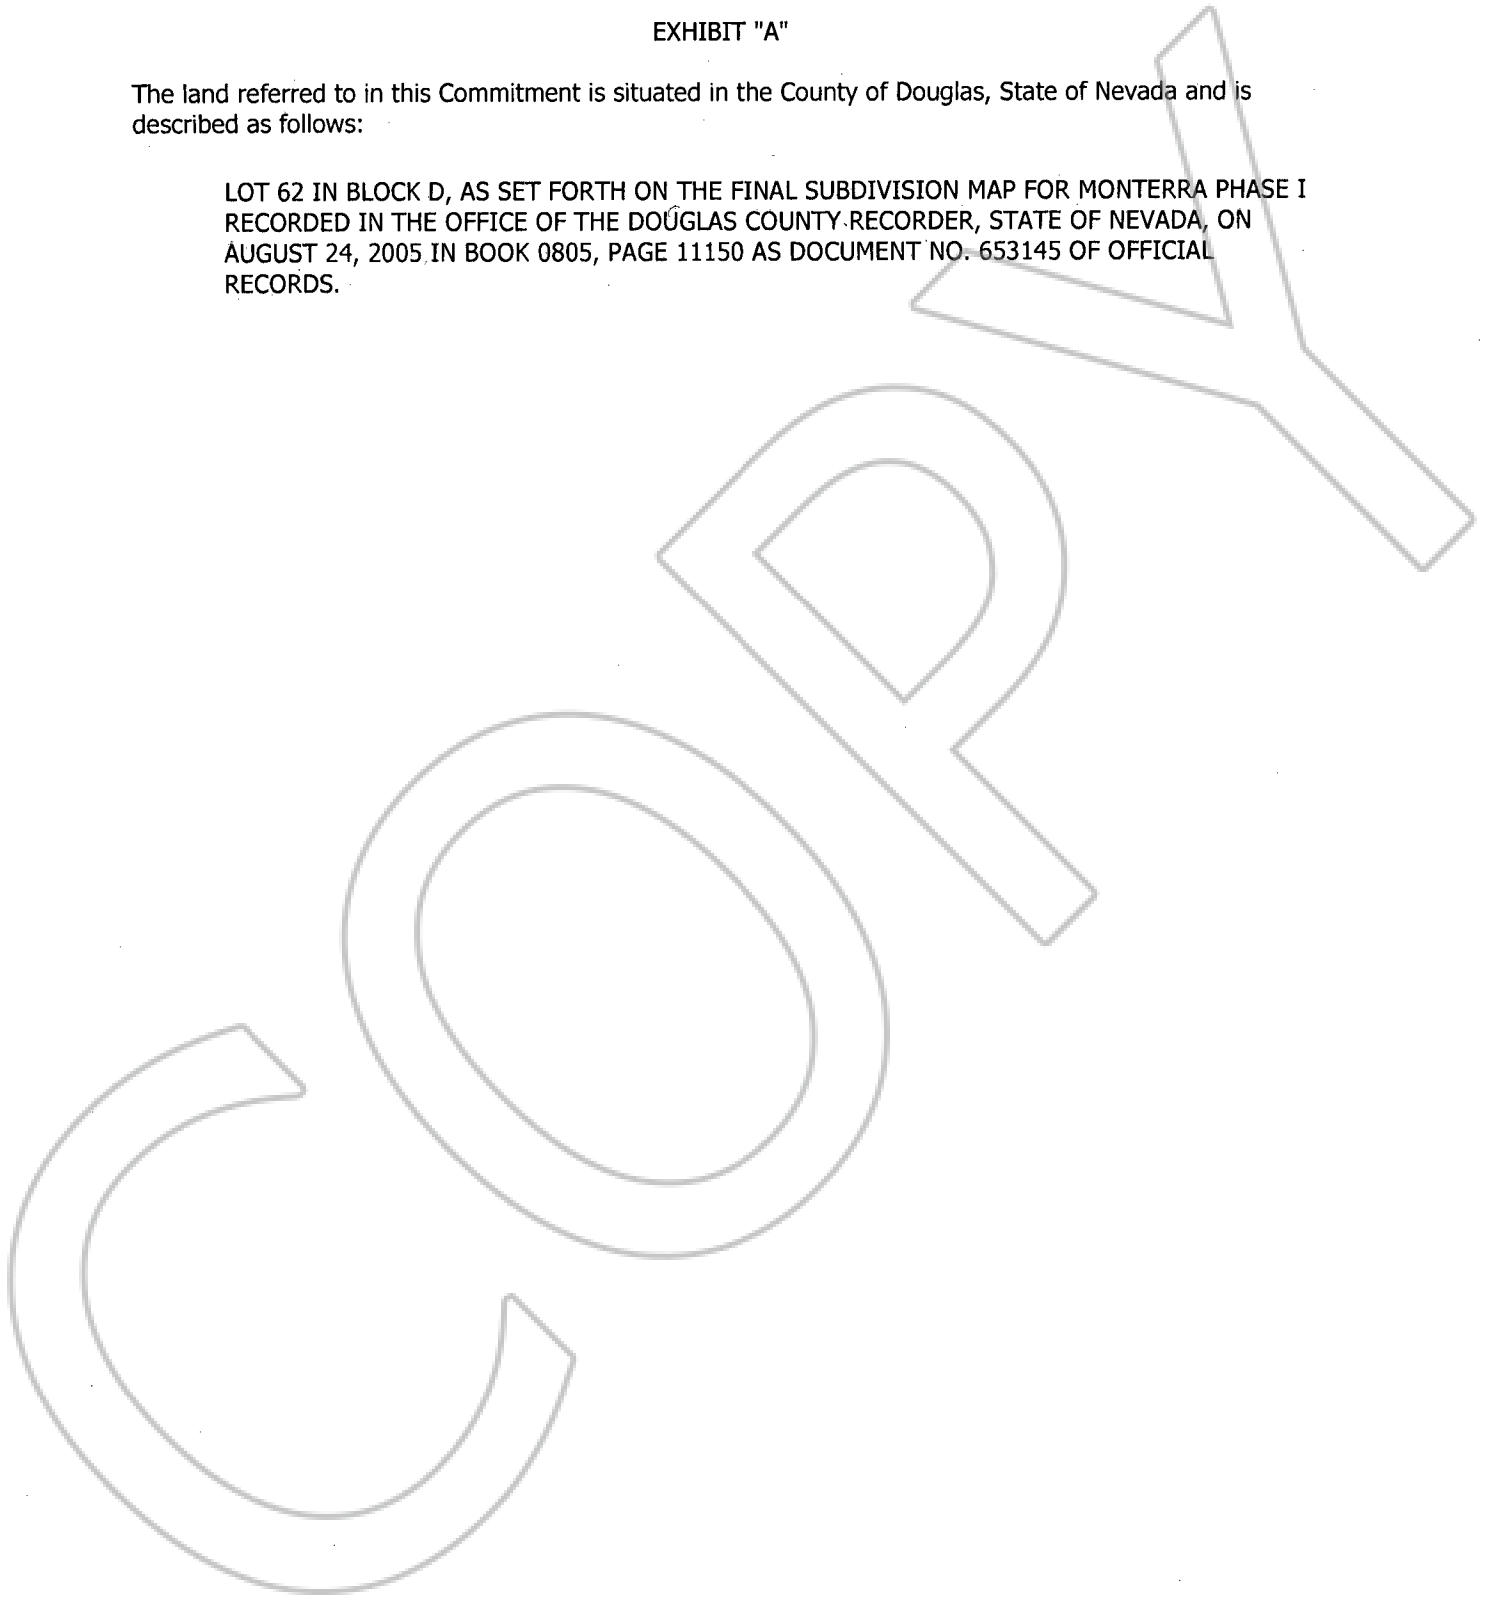 EXHIBIT "A"
The land referred to in this Commitment is situated in the County of Douglas, State of Nevada and is
described as follows:
LOT 62 IN BLOCK D, AS SET FORTH ON THE FINAL SUBDIVISION MAP FOR MONTERRA PHASE I
RECORDED IN THE OFFICE OF THE DOUGLAS COUNTY RECORDER, STATE OF NEVADA, ON
AUGUST 24, 2005 IN BOOK 0805, PAGE 11150 AS DOCUMENT NO. 653145 OF OFFICIAL
RECORDS.
COPY